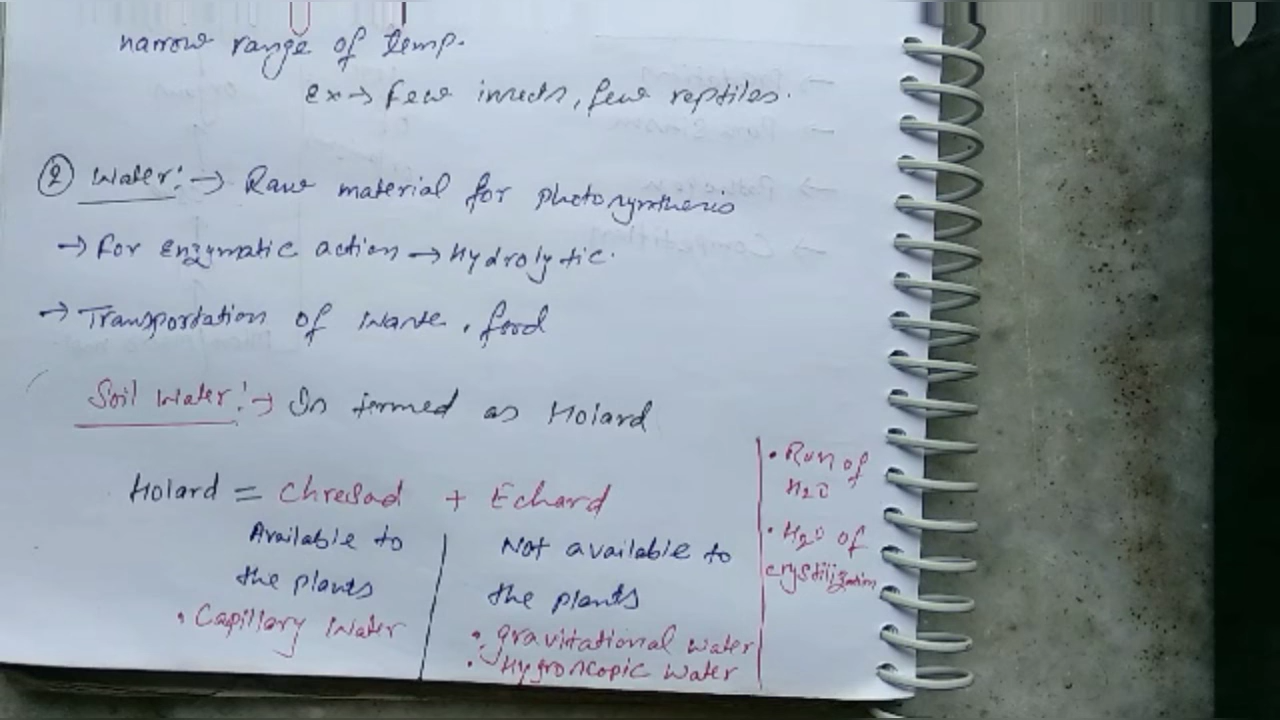 narrow range of temp.
ex→ few insects, few reptiles.
② Water:→ Raw material for photosynthesis
→ for Enzymatic action → Hydrolytic.
→ Transportation of waste, food
Soil Water:→ Is termed as Holard
Holard = Chresad + Echard
Available to
the plants
• Capillary water
Not available to
the plants
• gravitational water
• Hygroscopic water
• Run of
H2O
• H2O of
crystilization